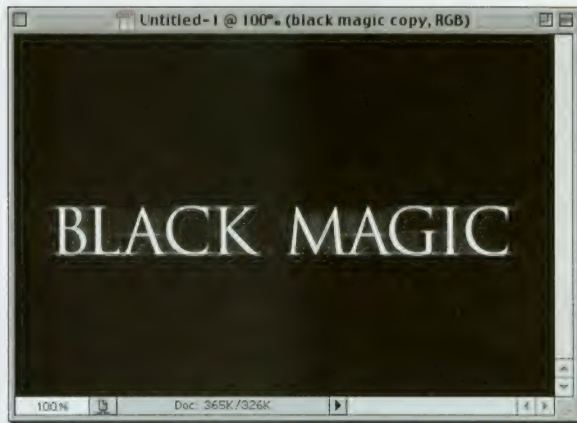 Untitled-1 @ 100% (black magic copy, RGB)
BLACK MAGIC
100% Doc: 365K/326K